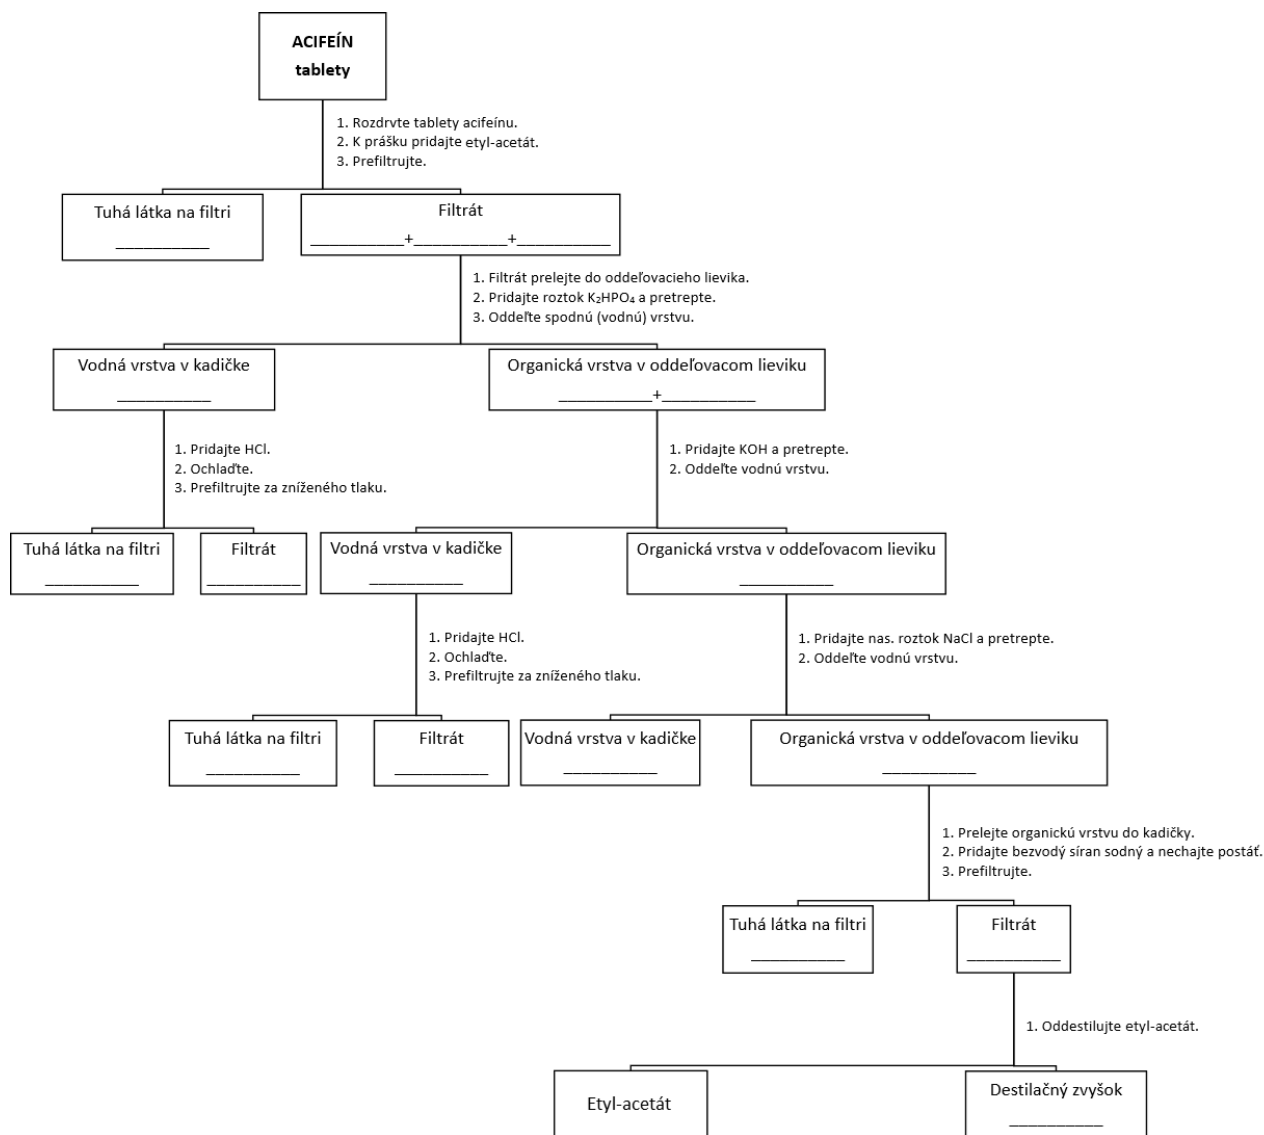 ACIFEÍN
tablety
1. Rozdrvte tablety acifeínu.
2. K prášku pridajte etyl-acetát.
3. Prefiltrujte.
Tuhá látka na filtri
__________
Filtrát
__________+__________+__________
1. Filtrát prelejte do oddeľovacieho lievika.
2. Pridajte roztok K₂HPO₄ a pretrepte.
3. Oddeľte spodnú (vodnú) vrstvu.
Vodná vrstva v kadičke
__________
Organická vrstva v oddeľovacom lieviku
__________+__________
1. Pridajte HCl.
2. Ochlaďte.
3. Prefiltrujte za zníženého tlaku.
1. Pridajte KOH a pretrepte.
2. Oddeľte vodnú vrstvu.
Tuhá látka na filtri
__________
Filtrát
__________
Vodná vrstva v kadičke
__________
Organická vrstva v oddeľovacom lieviku
__________
1. Pridajte HCl.
2. Ochlaďte.
3. Prefiltrujte za zníženého tlaku.
1. Pridajte nas. roztok NaCl a pretrepte.
2. Oddeľte vodnú vrstvu.
Tuhá látka na filtri
__________
Filtrát
__________
Vodná vrstva v kadičke
__________
Organická vrstva v oddeľovacom lieviku
__________
1. Prelejte organickú vrstvu do kadičky.
2. Pridajte bezvodý síran sodný a nechajte postáť.
3. Prefiltrujte.
Tuhá látka na filtri
__________
Filtrát
__________
1. Oddestilujte etyl-acetát.
Etyl-acetát
Destilačný zvyšok
__________